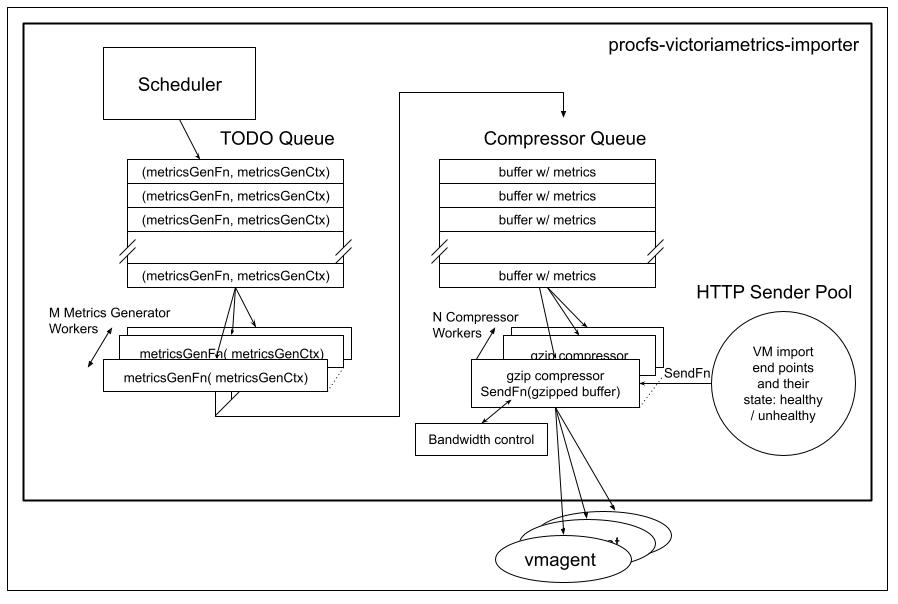 procfs-victoriametrics-importer
Scheduler
TODO Queue
(metricsGenFn, metricsGenCtx)
(metricsGenFn, metricsGenCtx)
(metricsGenFn, metricsGenCtx)
(metricsGenFn, metricsGenCtx)
M Metrics Generator
Workers
metricsGenFn( metricsGenCtx)
metricsGenFn( metricsGenCtx)
Compressor Queue
buffer w/ metrics
buffer w/ metrics
buffer w/ metrics
buffer w/ metrics
N Compressor
Workers
gzip compressor
gzip compressor
SendFn(gzipped buffer)
Bandwidth control
SendFn
HTTP Sender Pool
VM import
end points
and their
state: healthy
/ unhealthy
vmagent